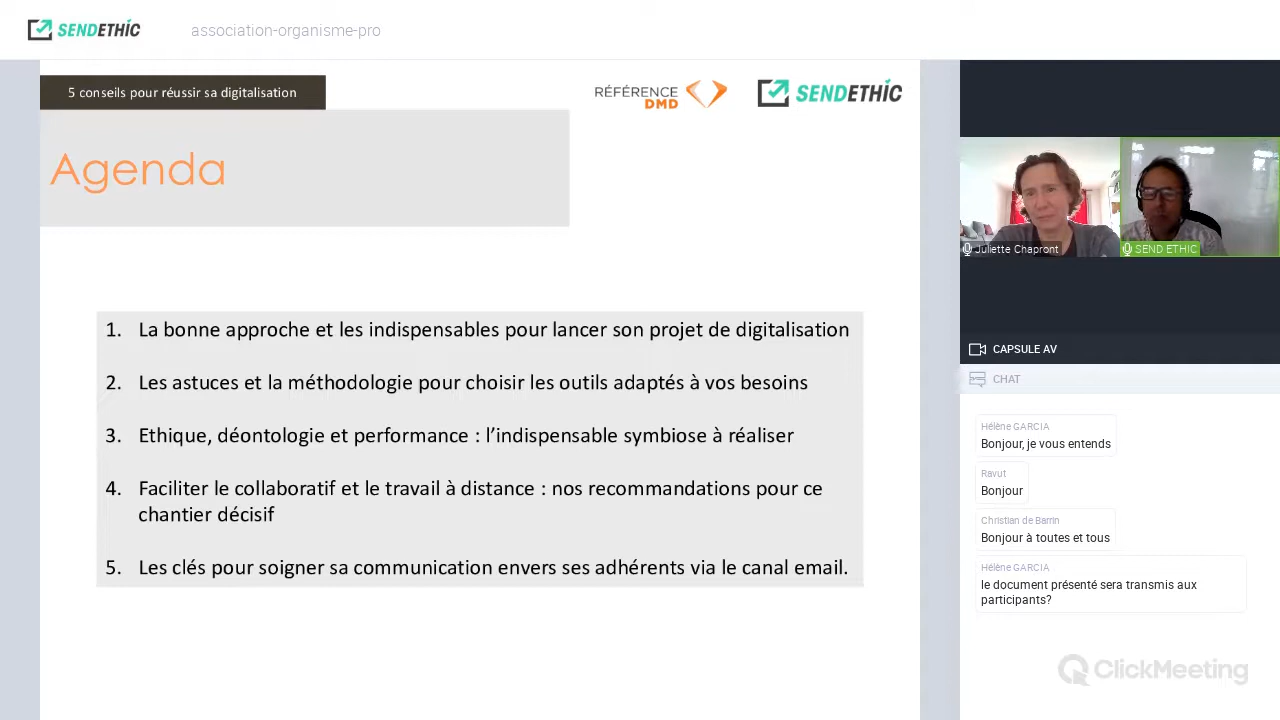 SENDETHIC
association-organisme-pro
5 conseils pour réussir sa digitalisation
RÉFÉRENCE
DMD
SENDETHIC
Agenda
1. La bonne approche et les indispensables pour lancer son projet de digitalisation
2. Les astuces et la méthodologie pour choisir les outils adaptés à vos besoins
3. Ethique, déontologie et performance : l’indispensable symbiose à réaliser
4. Faciliter le collaboratif et le travail à distance : nos recommandations pour ce
chantier décisif
5. Les clés pour soigner sa communication envers ses adhérents via le canal email.
Juliette Chapront
SEND ETHIC
CAPSULE AV
CHAT
Hélène GARCIA
Bonjour, je vous entends
Ravut
Bonjour
Christian de Barrin
Bonjour à toutes et tous
Hélène GARCIA
le document présenté sera transmis aux
participants?
ClickMeeting